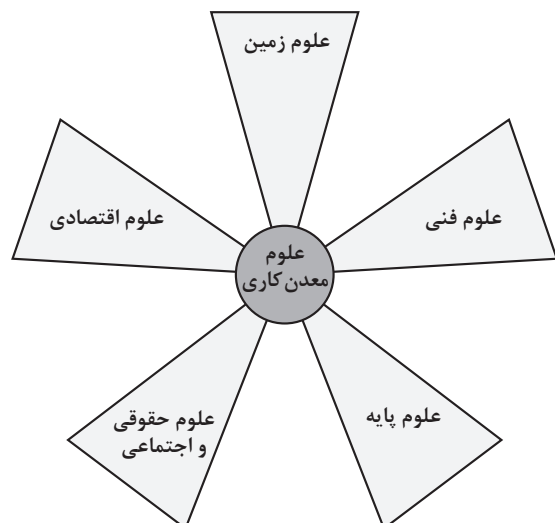 علوم زمین
علوم فنی
علوم اقتصادی
علوم
معدن کاری
علوم پایه
علوم حقوقی
و اجتماعی